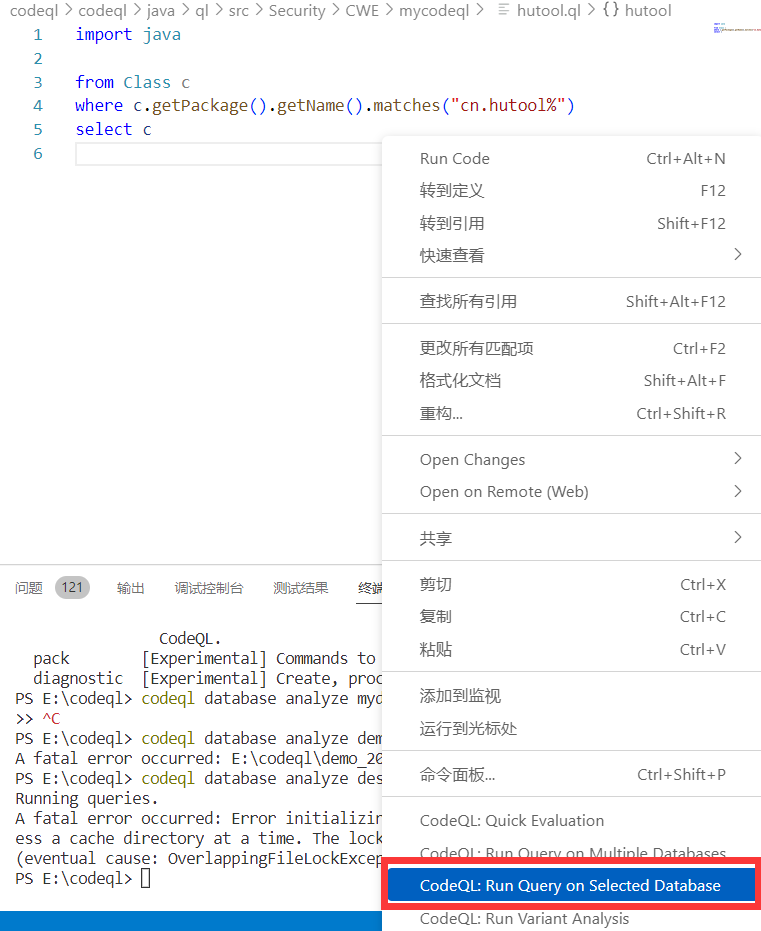 codeql > codeql > java > ql > src > Security > CWE > mycodeql > hutool.ql > {} hutool
1 import java
2
3 from Class c
4 where c.getPackage().getName().matches("cn.hutool%")
5 select c
6
Run Code Ctrl+Alt+N
转到定义 F12
转到引用 Shift+F12
快速查看 >
查找所有引用 Shift+Alt+F12
更改所有匹配项 Ctrl+F2
格式化文档 Shift+Alt+F
重构... Ctrl+Shift+R
Open Changes >
Open on Remote (Web) >
共享 >
剪切 Ctrl+X
复制 Ctrl+C
粘贴 Ctrl+V
添加到监视
运行到光标处
命令面板... Ctrl+Shift+P
CodeQL: Quick Evaluation
CodeQL: Run Query on Multiple Databases
CodeQL: Run Query on Selected Database
CodeQL: Run Variant Analysis
问题 121 输出 调试控制台 测试结果 终端
CodeQL.
pack [Experimental] Commands to
diagnostic [Experimental] Create, proc
PS E:\codeql> codeql database analyze myd
>> ^C
PS E:\codeql> codeql database analyze dem
A fatal error occurred: E:\codeql\demo_20
PS E:\codeql> codeql database analyze des
Running queries.
A fatal error occurred: Error initializin
ess a cache directory at a time. The lock
(eventual cause: OverlappingFileLockExcep
PS E:\codeql>